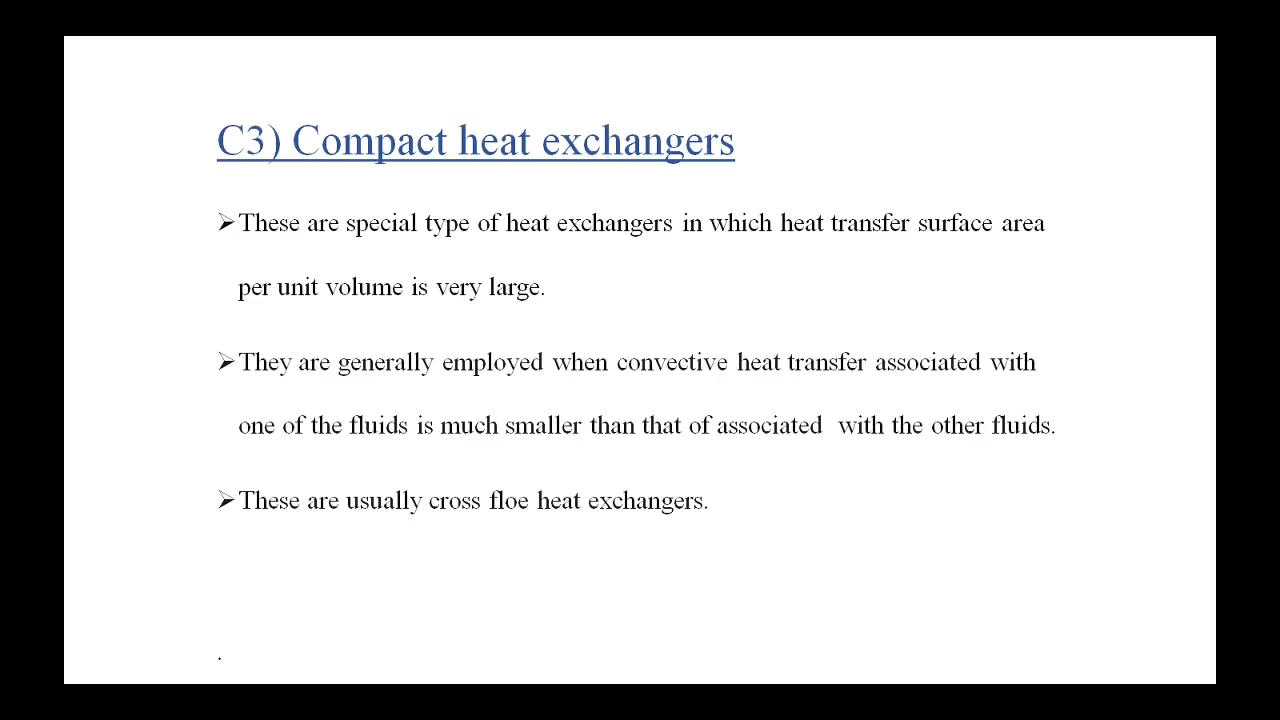 C3) Compact heat exchangers
➢These are special type of heat exchangers in which heat transfer surface area
per unit volume is very large.
➢They are generally employed when convective heat transfer associated with
one of the fluids is much smaller than that of associated  with the other fluids.
➢These are usually cross floe heat exchangers.
.